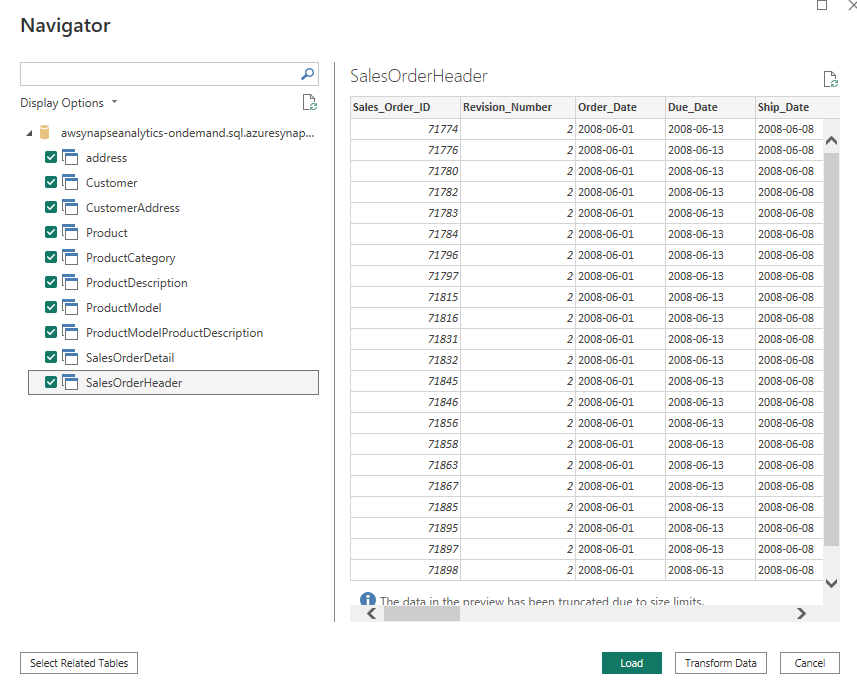 Navigator
Display Options
awsynapseanalytics-ondemand.sql.azuresynap...
address
Customer
CustomerAddress
Product
ProductCategory
ProductDescription
ProductModel
ProductModelProductDescription
SalesOrderDetail
SalesOrderHeader
Select Related Tables
SalesOrderHeader
Sales_Order_ID Revision_Number Order_Date Due_Date Ship_Date
71774 2 2008-06-01 2008-06-13 2008-06-08
71776 2 2008-06-01 2008-06-13 2008-06-08
71780 2 2008-06-01 2008-06-13 2008-06-08
71782 2 2008-06-01 2008-06-13 2008-06-08
71783 2 2008-06-01 2008-06-13 2008-06-08
71784 2 2008-06-01 2008-06-13 2008-06-08
71796 2 2008-06-01 2008-06-13 2008-06-08
71797 2 2008-06-01 2008-06-13 2008-06-08
71815 2 2008-06-01 2008-06-13 2008-06-08
71816 2 2008-06-01 2008-06-13 2008-06-08
71831 2 2008-06-01 2008-06-13 2008-06-08
71832 2 2008-06-01 2008-06-13 2008-06-08
71845 2 2008-06-01 2008-06-13 2008-06-08
71846 2 2008-06-01 2008-06-13 2008-06-08
71856 2 2008-06-01 2008-06-13 2008-06-08
71858 2 2008-06-01 2008-06-13 2008-06-08
71863 2 2008-06-01 2008-06-13 2008-06-08
71867 2 2008-06-01 2008-06-13 2008-06-08
71885 2 2008-06-01 2008-06-13 2008-06-08
71895 2 2008-06-01 2008-06-13 2008-06-08
71897 2 2008-06-01 2008-06-13 2008-06-08
71898 2 2008-06-01 2008-06-13 2008-06-08
The data in the preview has been truncated due to size limits.
Load
Transform Data
Cancel